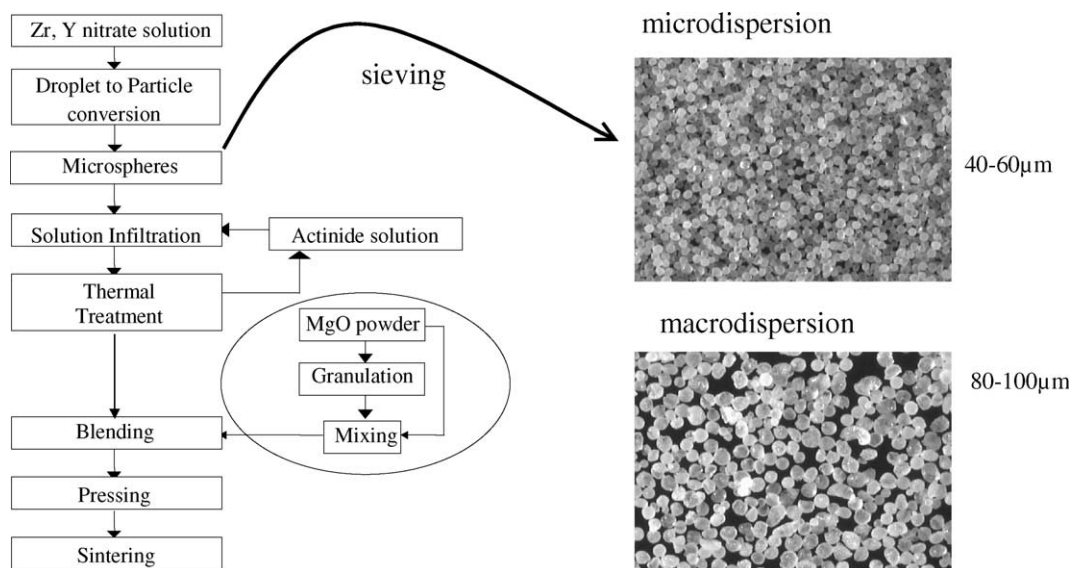 Zr, Y nitrate solution
Droplet to Particle
conversion
Microspheres
Solution Infiltration
Actinide solution
Thermal
Treatment
MgO powder
Granulation
Mixing
Blending
Pressing
Sintering
sieving
microdispersion
40-60µm
macrodispersion
80-100µm